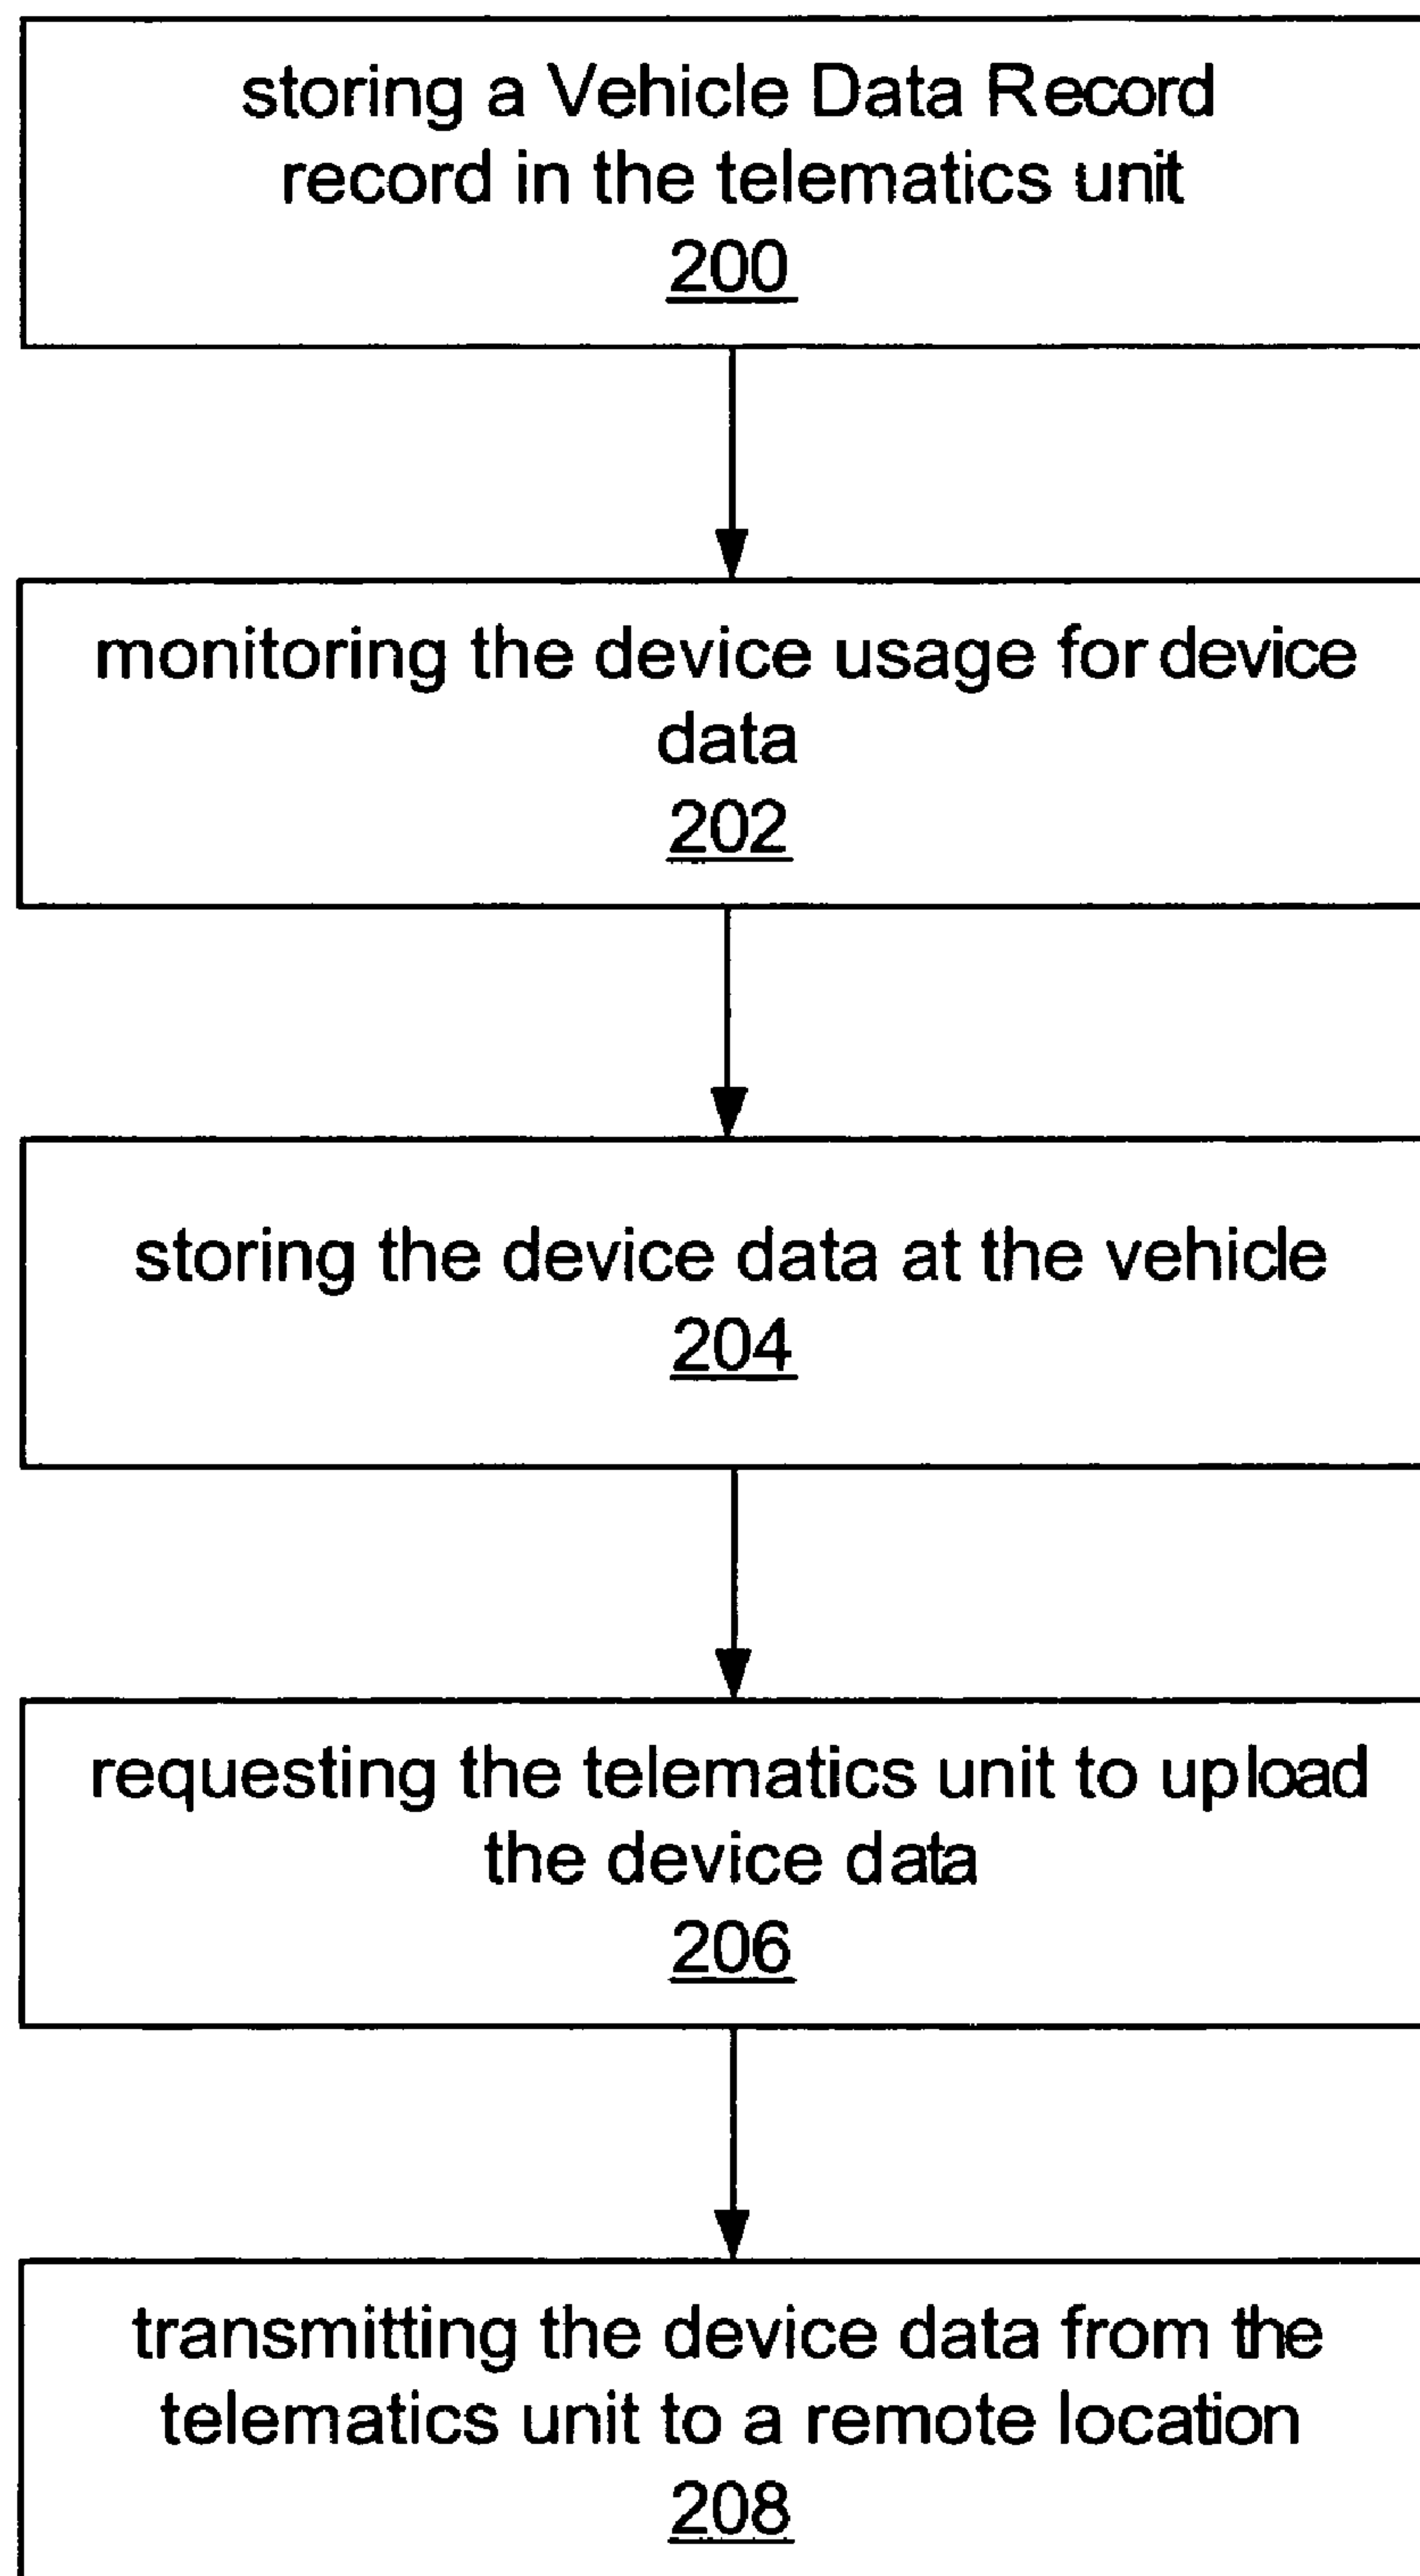 storing a Vehicle Data Record
record in the telematics unit
200
monitoring the device usage for device
data
202
storing the device data at the vehicle
204
requesting the telematics unit to upload
the device data
206
transmitting the device data from the
telematics unit to a remote location
208